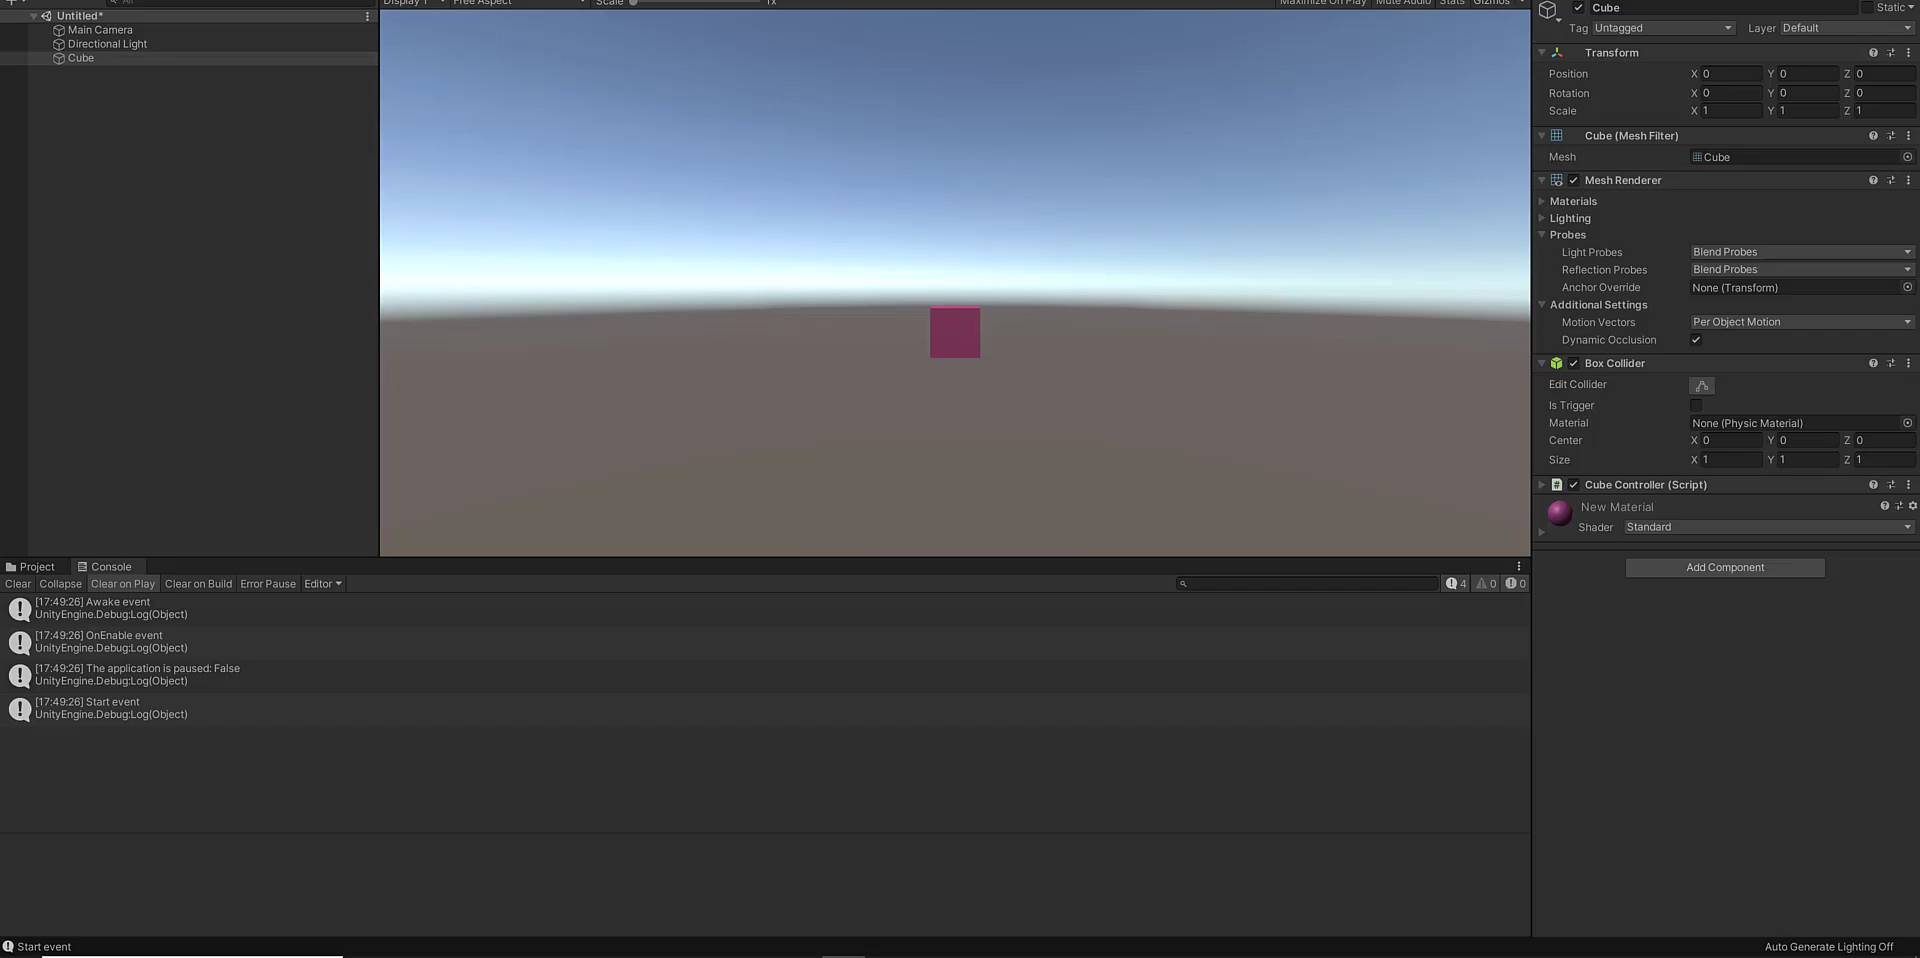 All
Display 1
Free Aspect
Scale
1x
Maximize On Play
Mute Audio
Stats
Gizmos
Untitled*
Main Camera
Directional Light
Cube
Cube
Static
Tag
Untagged
Layer
Default
Transform
Position X 0 Y 0 Z 0
Rotation X 0 Y 0 Z 0
Scale X 1 Y 1 Z 1
Cube (Mesh Filter)
Mesh Cube
Mesh Renderer
Materials
Lighting
Probes
Light Probes Blend Probes
Reflection Probes Blend Probes
Anchor Override None (Transform)
Additional Settings
Motion Vectors Per Object Motion
Dynamic Occlusion
Box Collider
Edit Collider
Is Trigger
Material None (Physic Material)
Center X 0 Y 0 Z 0
Size X 1 Y 1 Z 1
Cube Controller (Script)
New Material
Shader Standard
Add Component
Project
Console
Clear
Collapse
Clear on Play
Clear on Build
Error Pause
Editor
4
0
0
[17:49:26] Awake event
UnityEngine.Debug:Log(Object)
[17:49:26] OnEnable event
UnityEngine.Debug:Log(Object)
[17:49:26] The application is paused: False
UnityEngine.Debug:Log(Object)
[17:49:26] Start event
UnityEngine.Debug:Log(Object)
Start event
Auto Generate Lighting Off